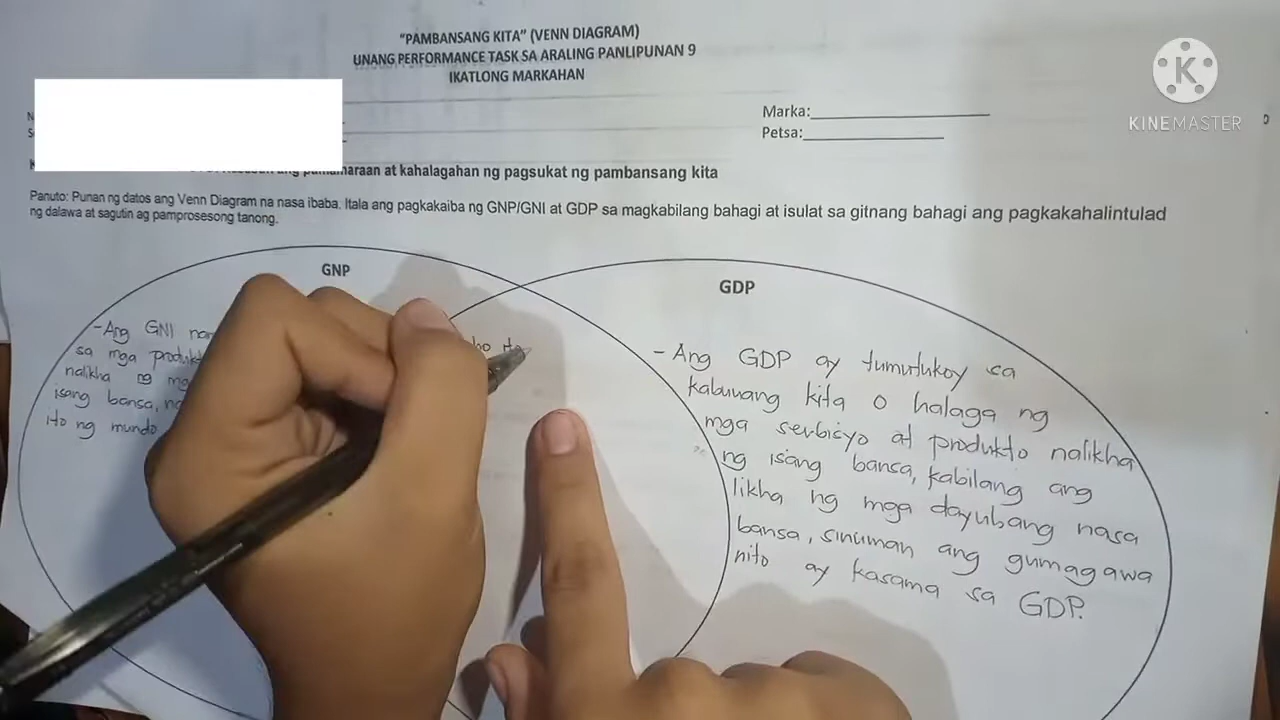 "PAMBANSANG KITA" (VENN DIAGRAM)
UNANG PERFORMANCE TASK SA ARALING PANLIPUNAN 9
IKATLONG MARKAHAN
KINEMASTER
Marka:
Petsa:
at kahalagahan ng pagsukat ng pambansang kita
Panuto: Punan ng datos ang Venn Diagram na nasa ibaba. Itala ang pagkakaiba ng GNP/GNI at GDP sa magkabilang bahagi at isulat sa gitnang bahagi ang pagkakahalintulad
ng dalawa at sagutin ag pamprosesong tanong.
GNP
- Ang GNI
sa mga
nalikha ng
isang bansa,
ito ng mundo
GDP
- Ang GDP ay tumutukoy sa
kabuuang kita o halaga ng
mga serbisyo at produkto nalikha
ng isang bansa, kabilang ang
likha ng mga dayuhang nasa
bansa, sinuman ang gumagawa
nito ay kasama sa GDP.